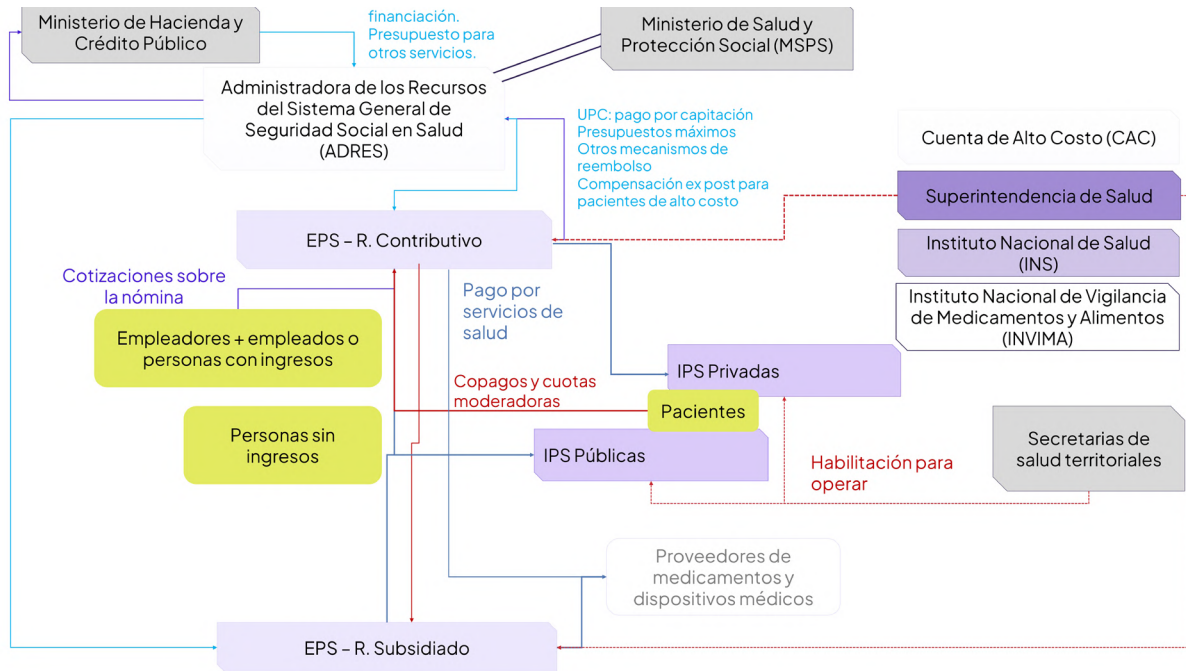 Ministerio de Hacienda y
Crédito Público
financiación.
Presupuesto para
otros servicios.
Ministerio de Salud y
Protección Social (MSPS)
Administradora de los Recursos
del Sistema General de
Seguridad Social en Salud
(ADRES)
UPC: pago por capitación
Presupuestos máximos
Otros mecanismos de
reembolso
Compensación ex post para
pacientes de alto costo
Cuenta de Alto Costo (CAC)
Superintendencia de Salud
EPS – R. Contributivo
Instituto Nacional de Salud
(INS)
Cotizaciones sobre
la nómina
Pago por
servicios de
salud
Instituto Nacional de Vigilancia
de Medicamentos y Alimentos
(INVIMA)
Empleadores + empleados o
personas con ingresos
IPS Privadas
Copagos y cuotas
moderadoras
Pacientes
Personas sin
ingresos
IPS Públicas
Habilitación para
operar
Secretarias de
salud territoriales
Proveedores de
medicamentos y
dispositivos médicos
EPS – R. Subsidiado